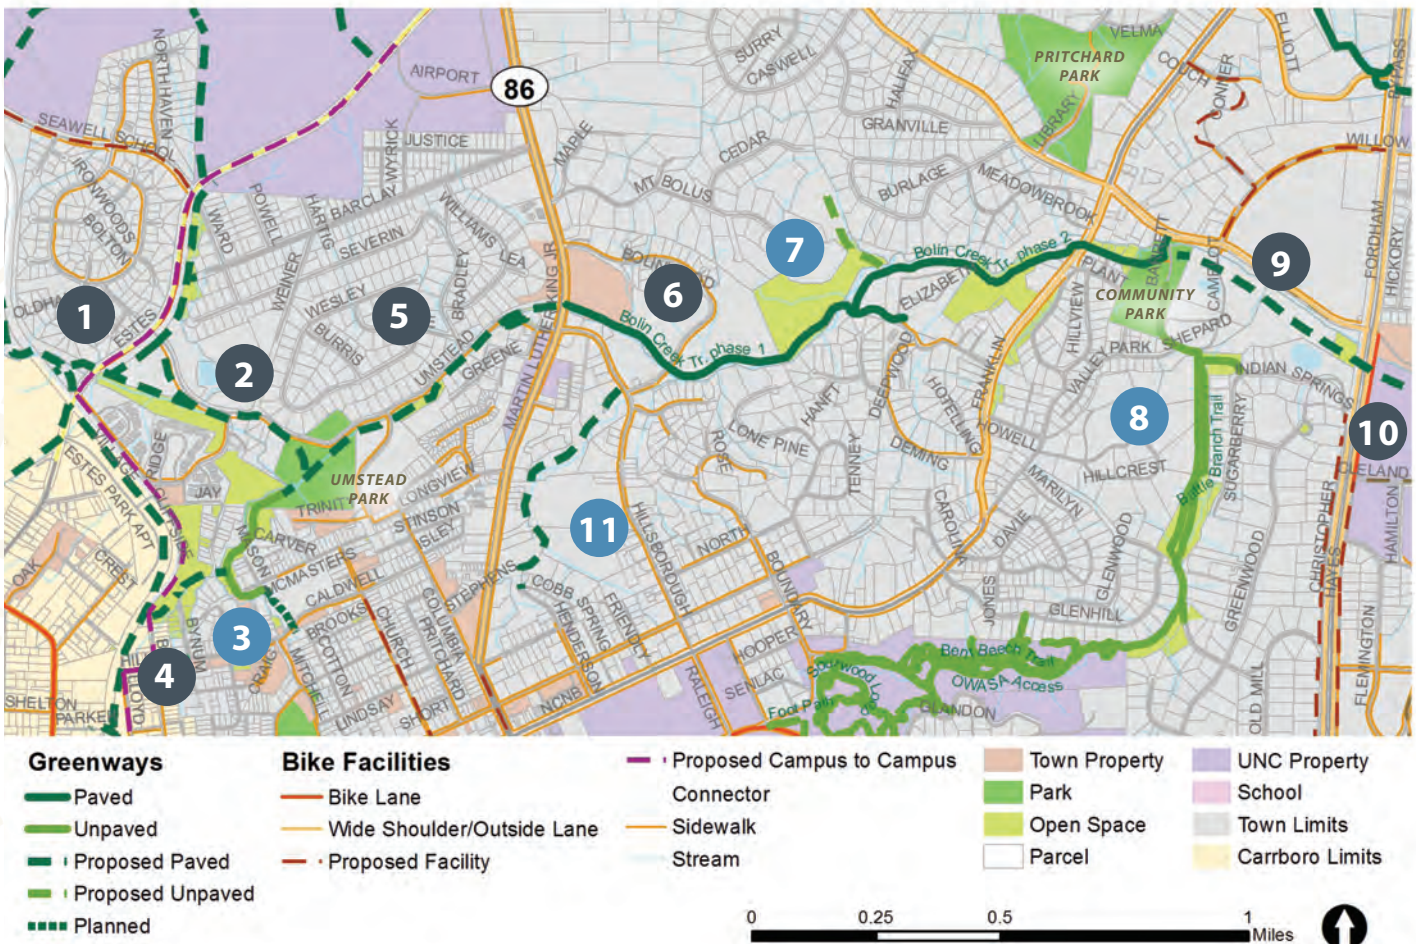 VELMA
ELLIOTT
SURRY
CASWELL
HALIFAX
PRITCHARD
PARK
COUCH
CONNER
BYPASS
NORTHHAVEN
AIRPORT
86
SEAWELL SCHOOL
WYRICK
JUSTICE
MAPLE
CEDAR
GRANVILLE
LIBRARY
WILLOW
IRONWOODS
BOLTON
BARCLAY
MT BOLUS
BURLAGE
MEADOWBROOK
WARD
POWELL
HARTIG
WILLIAMS
SEVERIN
LEA
7
Bolin Creek Tr. phase 2
BARRETT
CAMELOT
9
FORDHAM
HICKORY
WEINER
WESLEY
BRADLEY
MARTIN LUTHER KING JR
6
ELIZABETH
PLANT
COMMUNITY
PARK
1
ESTES
5
BURRIS
Bolin Creek Tr. phase 1
HILLVIEW
SHEPARD
PARK
VALLEY
2
UMSTEAD
GREENE
DEEPWOOD
FRANKLIN
INDIAN SPRINGS
HANFT
HOTELLING
8
Battle Branch Trail
SUGARBERRY
10
RIDGE
ESTES PARK APT
LONE PINE
ROSE
TENNEY
DEMING
HOWELL
HILLCREST
CLELAND
JAY
UMSTEAD
PARK
LONGVIEW
TRINITY
STINSON
MARILYN
CHRISTOPHER
HAMILTON
11
CARVER
MASON
HILLSBOROUGH
NORTH
CAROLINA
DAVIE
GLENWOOD
GREENWOOD
OAK
CREST
MCMASTERS
CALDWELL
STEPHENS
COBB
BOUNDARY
JONES
HAYES
3
BYNUM
BROOKS
CHURCH
COLUMBIA
PRITCHARD
SPRING
FRIENDLY
HENDERSON
GLENHILL
FLEMINGTON
4
LLOYD
CRAIG
MITCHELL
COTTON
HOOPER
Bent Beech Trail
OWASA Access
SHELTON
PARKER
LINDSAY
SHORT
NCNB
RALEIGH
SENLAC
Foot Path
GLANDON
OLD MILL
Greenways
Paved
Unpaved
Proposed Paved
Proposed Unpaved
Planned
Bike Facilities
Bike Lane
Wide Shoulder/Outside Lane
Proposed Facility
Proposed Campus to Campus
Connector
Sidewalk
Stream
Town Property
Park
Open Space
Parcel
UNC Property
School
Town Limits
Carrboro Limits
0 0.25 0.5 1
Miles